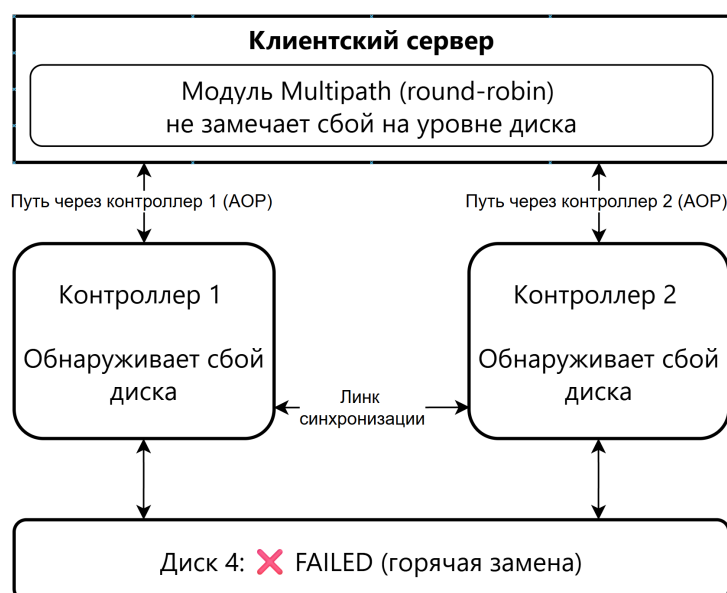 Клиентский сервер
Модуль Multipath (round-robin)
не замечает сбой на уровне диска
Путь через контроллер 1 (AOP)
Путь через контроллер 2 (AOP)
Контроллер 1
Обнаруживает сбой
диска
Контроллер 2
Обнаруживает сбой
диска
Линк
синхронизации
Диск 4: ❌ FAILED (горячая замена)